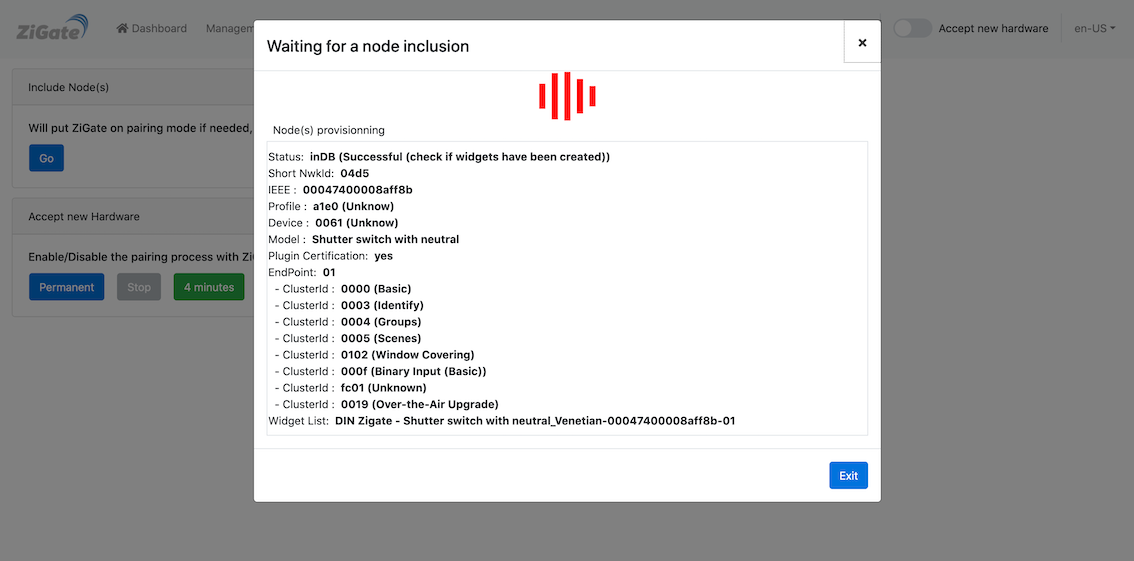 ZiGate
Dashboard
Managem
Accept new hardware
en-US
Include Node(s)
Will put ZiGate on pairing mode if needed,
Go
Accept new Hardware
Enable/Disable the pairing process with Zi
Permanent
Stop
4 minutes
Waiting for a node inclusion
×
Node(s) provisionning
Status: inDB (Successful (check if widgets have been created))
Short NwkId: 04d5
IEEE : 00047400008aff8b
Profile : a1e0 (Unknow)
Device : 0061 (Unknow)
Model : Shutter switch with neutral
Plugin Certification: yes
EndPoint: 01
- ClusterId : 0000 (Basic)
- ClusterId : 0003 (Identify)
- ClusterId : 0004 (Groups)
- ClusterId : 0005 (Scenes)
- ClusterId : 0102 (Window Covering)
- ClusterId : 000f (Binary Input (Basic))
- ClusterId : fc01 (Unknown)
- ClusterId : 0019 (Over-the-Air Upgrade)
Widget List: DIN Zigate - Shutter switch with neutral_Venetian-00047400008aff8b-01
Exit